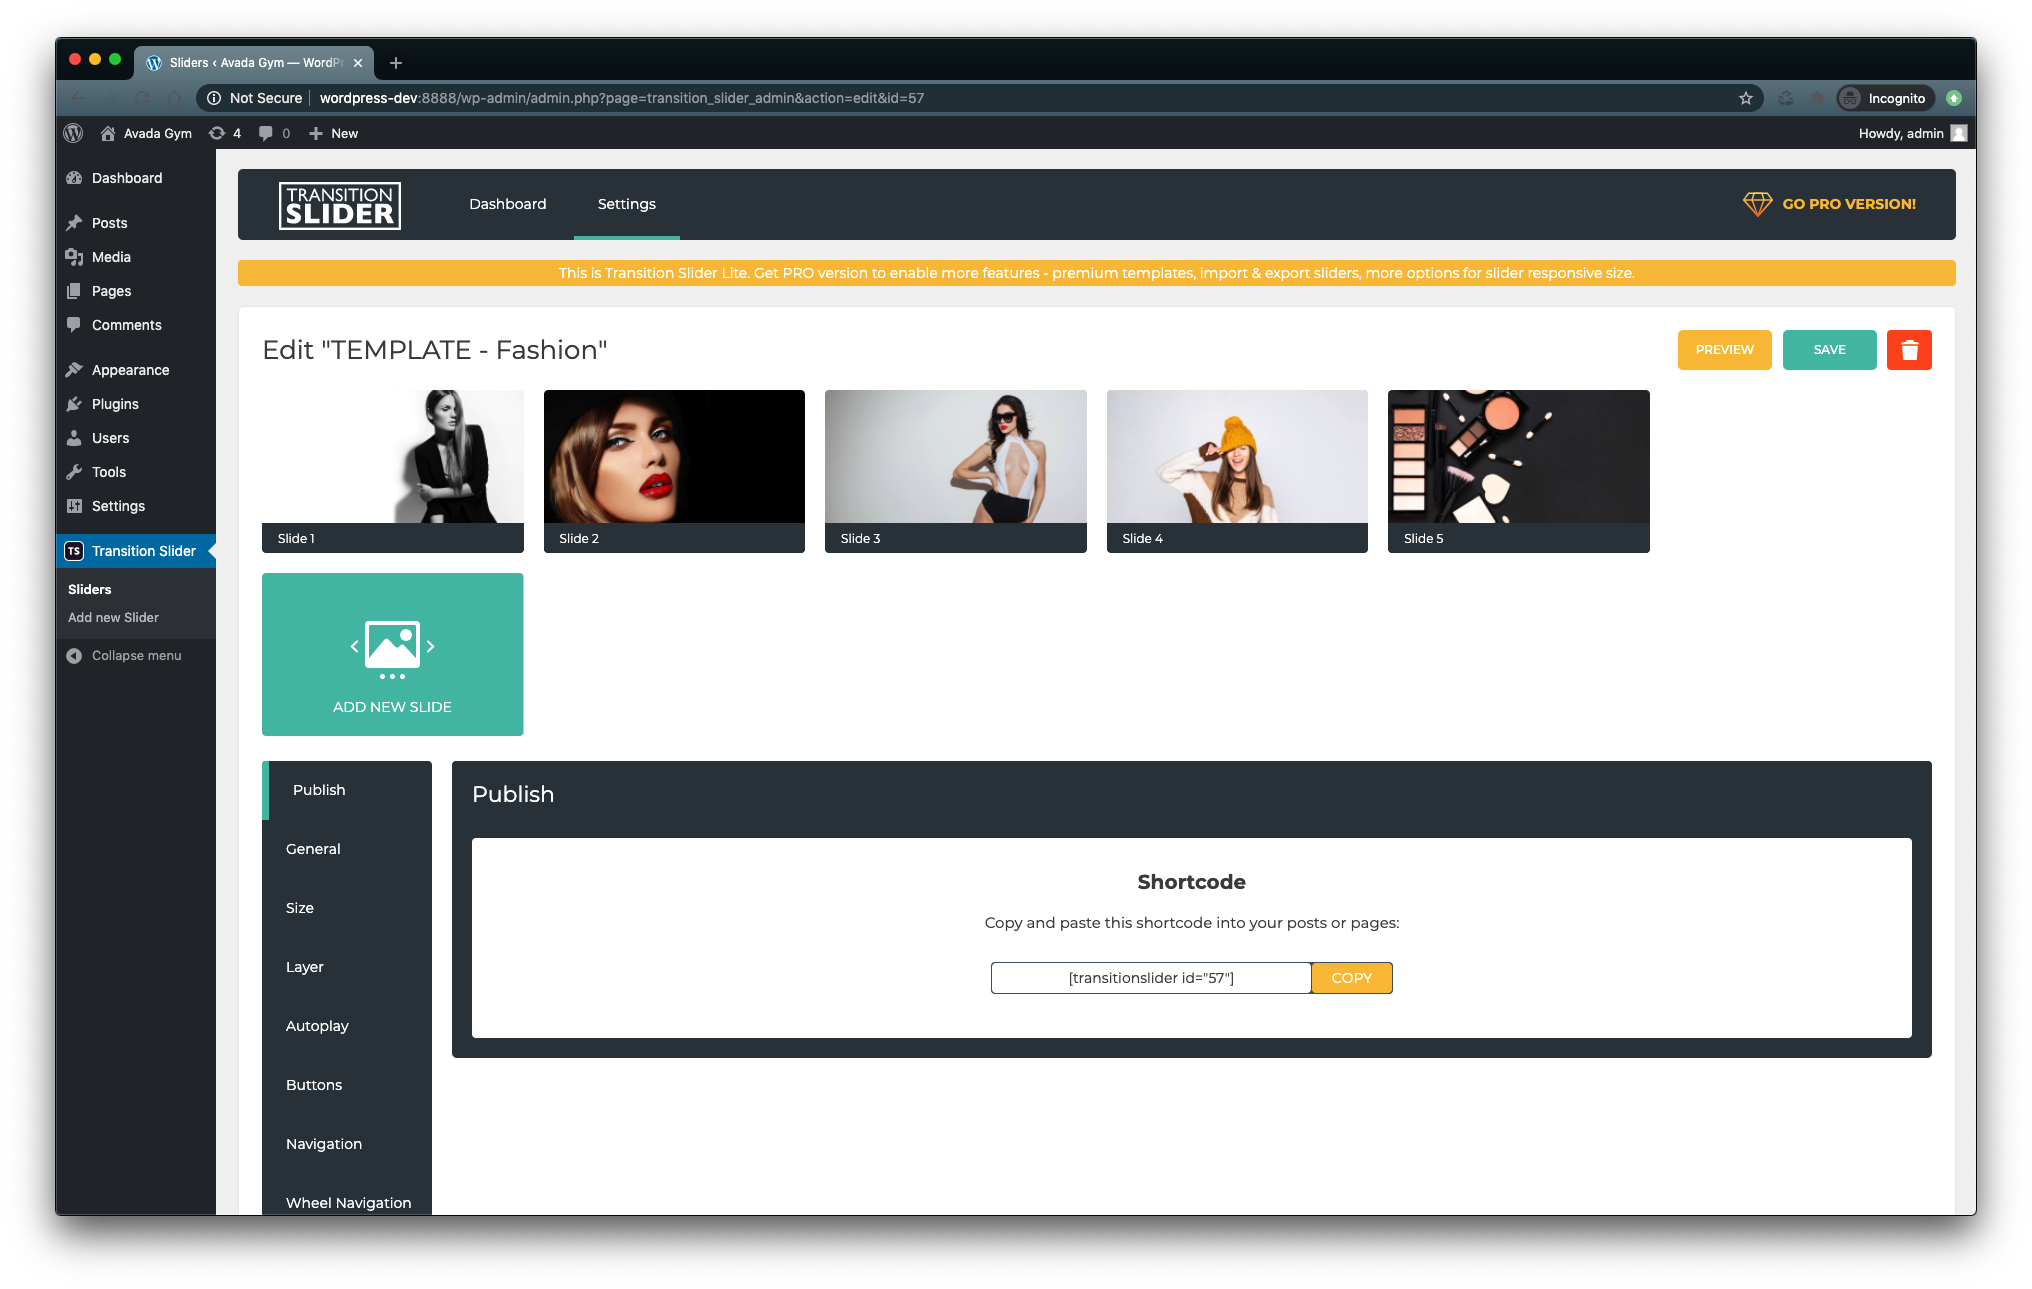 Sliders ‹ Avada Gym — WordPr
Not Secure
wordpress-dev:8888/wp-admin/admin.php?page=transition_slider_admin&action=edit&id=57
Incognito
Avada Gym
4
0
New
Howdy, admin
Dashboard
Posts
Media
Pages
Comments
Appearance
Plugins
Users
Tools
Settings
TS
Transition Slider
Sliders
Add new Slider
Collapse menu
TRANSITION
SLIDER
Dashboard
Settings
GO PRO VERSION!
This is Transition Slider Lite. Get PRO version to enable more features - premium templates, import & export sliders, more options for slider responsive size.
Edit "TEMPLATE - Fashion"
PREVIEW
SAVE
Slide 1
Slide 2
Slide 3
Slide 4
Slide 5
ADD NEW SLIDE
Publish
General
Size
Layer
Autoplay
Buttons
Navigation
Wheel Navigation
Publish
Shortcode
Copy and paste this shortcode into your posts or pages:
[transitionslider id="57"]
COPY